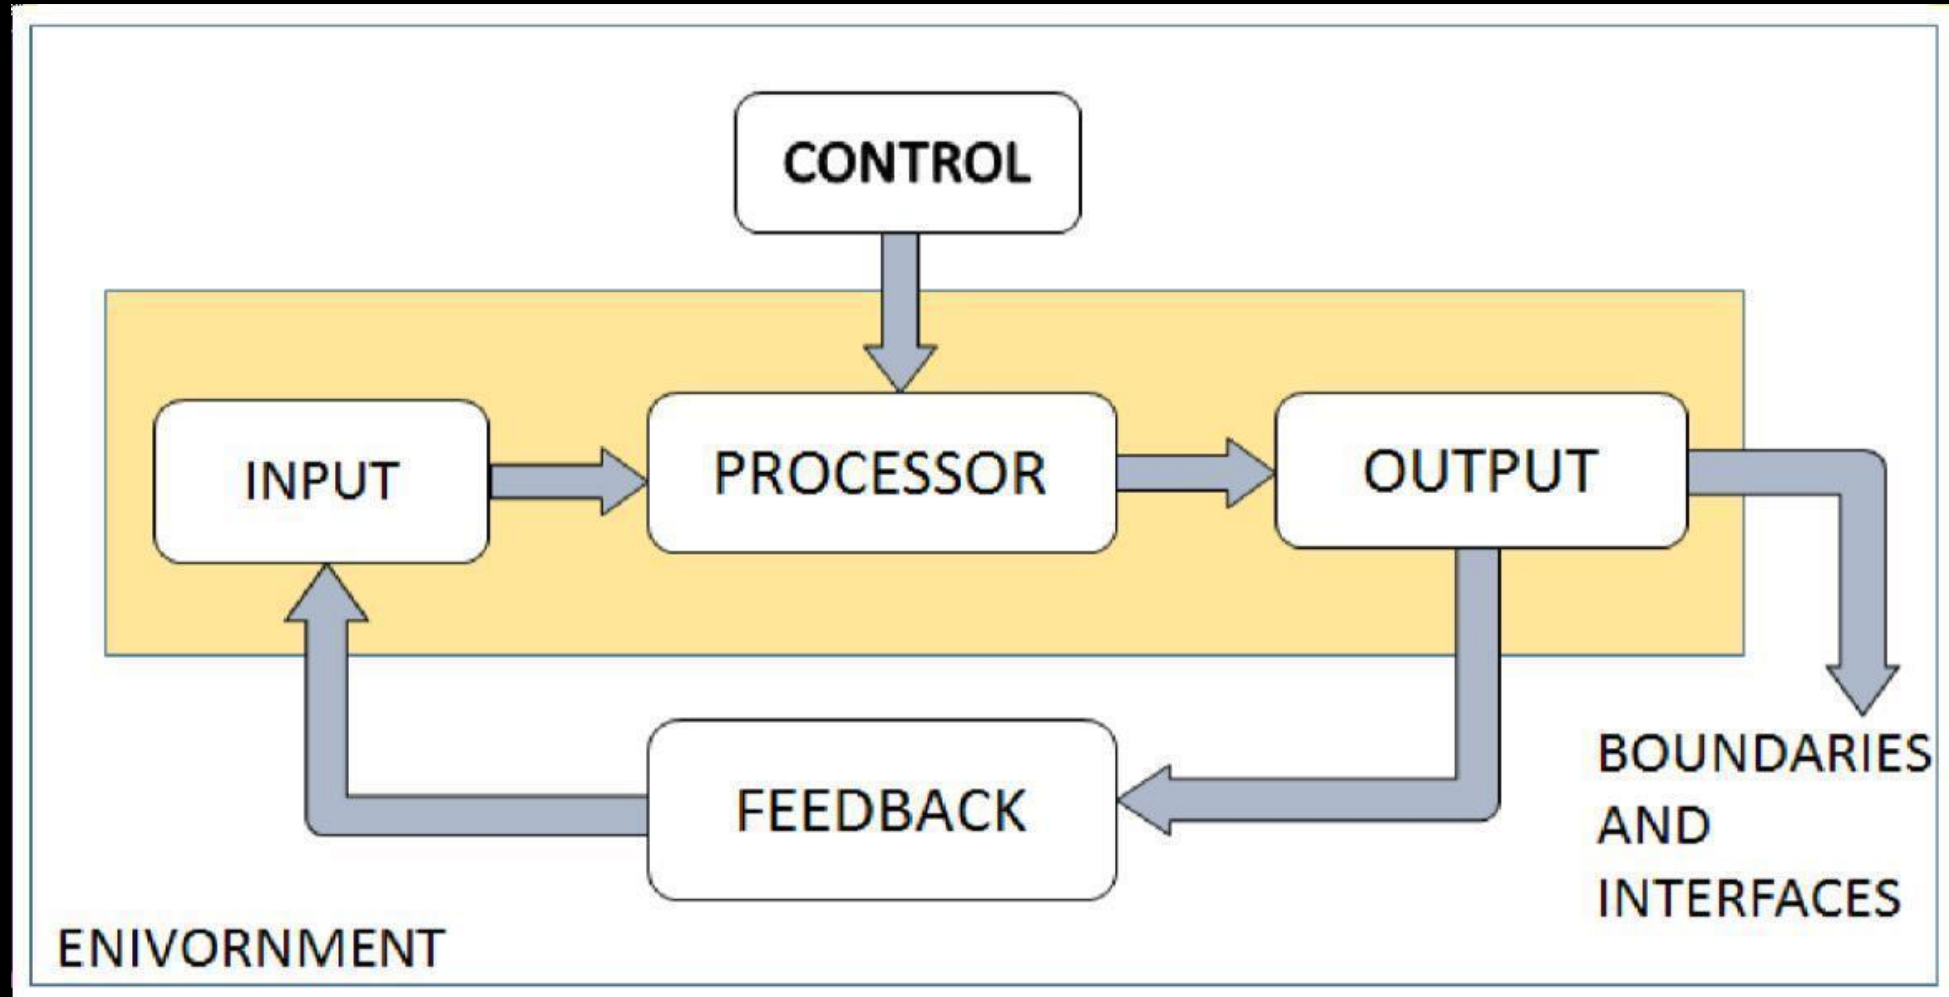 CONTROL
INPUT
PROCESSOR
OUTPUT
FEEDBACK
BOUNDARIES
AND
INTERFACES
ENIVORNMENT